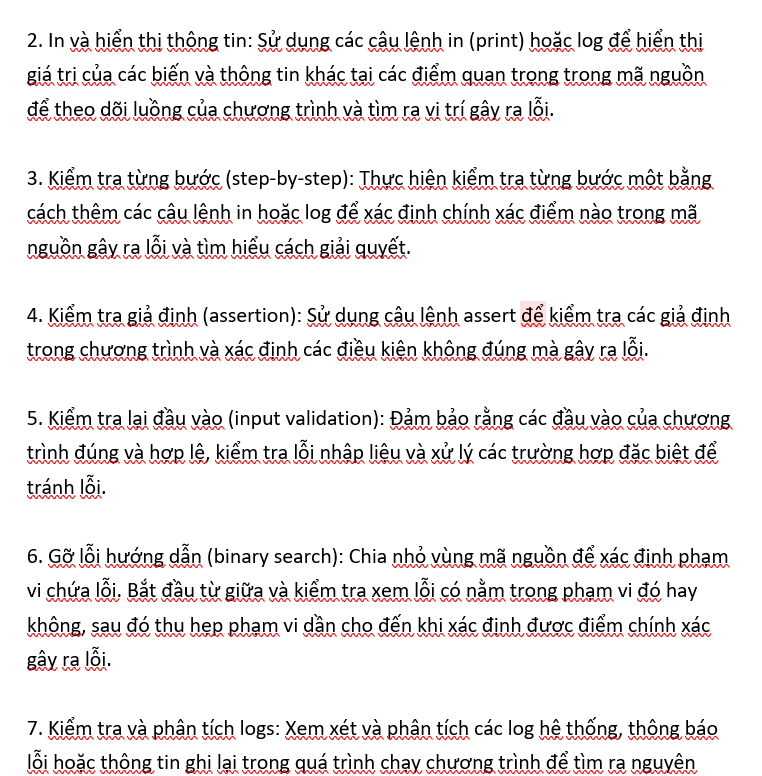 2. In và hiển thị thông tin: Sử dụng các câu lệnh in (print) hoặc log để hiển thị
giá trị của các biến và thông tin khác tại các điểm quan trọng trong mã nguồn
để theo dõi luồng của chương trình và tìm ra vị trí gây ra lỗi.
3. Kiểm tra từng bước (step-by-step): Thực hiện kiểm tra từng bước một bằng
cách thêm các câu lệnh in hoặc log để xác định chính xác điểm nào trong mã
nguồn gây ra lỗi và tìm hiểu cách giải quyết.
4. Kiểm tra giả định (assertion): Sử dụng câu lệnh assert để kiểm tra các giả định
trong chương trình và xác định các điều kiện không đúng mà gây ra lỗi.
5. Kiểm tra lại đầu vào (input validation): Đảm bảo rằng các đầu vào của chương
trình đúng và hợp lệ, kiểm tra lỗi nhập liệu và xử lý các trường hợp đặc biệt để
tránh lỗi.
6. Gỡ lỗi hướng dẫn (binary search): Chia nhỏ vùng mã nguồn để xác định phạm
vi chứa lỗi. Bắt đầu từ giữa và kiểm tra xem lỗi có nằm trong phạm vi đó hay
không, sau đó thu hẹp phạm vi dần cho đến khi xác định được điểm chính xác
gây ra lỗi.
7. Kiểm tra và phân tích logs: Xem xét và phân tích các log hệ thống, thông báo
lỗi hoặc thông tin ghi lại trong quá trình chạy chương trình để tìm ra nguyên